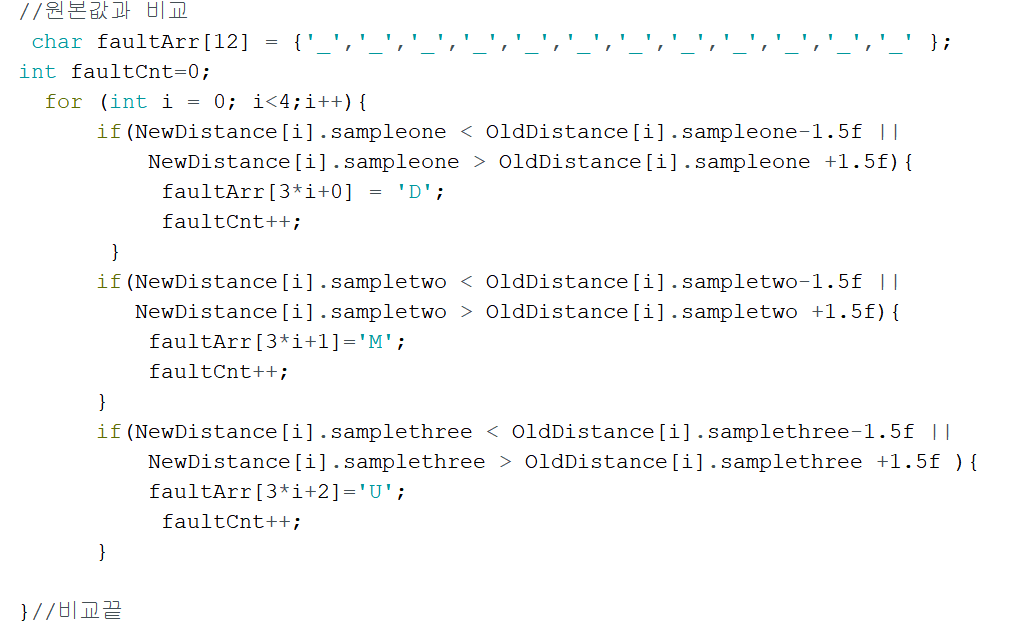 //원본값과 비교
char faultArr[12] = {'_','_','_','_','_','_','_','_','_','_','_','_' };
int faultCnt=0;
for (int i = 0; i<4;i++){
if(NewDistance[i].sampleone < OldDistance[i].sampleone-1.5f ||
NewDistance[i].sampleone > OldDistance[i].sampleone +1.5f){
faultArr[3*i+0] = 'D';
faultCnt++;
}
if(NewDistance[i].sampletwo < OldDistance[i].sampletwo-1.5f ||
NewDistance[i].sampletwo > OldDistance[i].sampletwo +1.5f){
faultArr[3*i+1]='M';
faultCnt++;
}
if(NewDistance[i].samplethree < OldDistance[i].samplethree-1.5f ||
NewDistance[i].samplethree > OldDistance[i].samplethree +1.5f ){
faultArr[3*i+2]='U';
faultCnt++;
}
}//비교끝